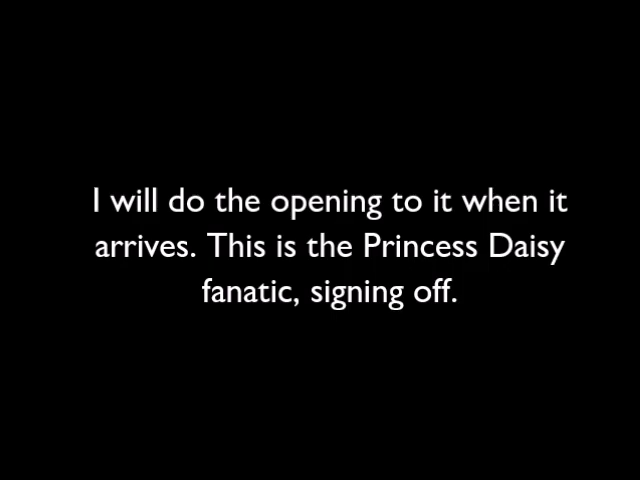 I will do the opening to it when it
arrives. This is the Princess Daisy
fanatic, signing off.